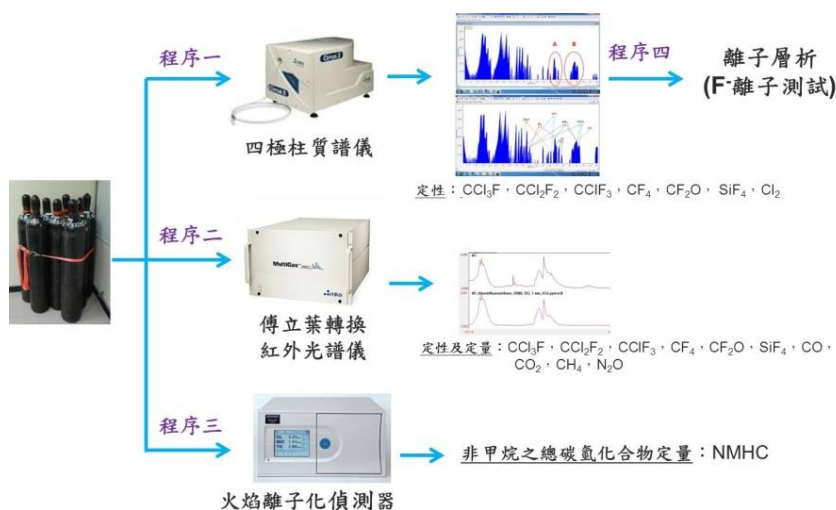 程序一
Cirrus 2
四極柱質譜儀
A
B
程序四
離子層析
(F-離子測試)
定性：CCl₃F，CCl₂F₂，CClF₃，CF₄，CF₂O，SiF₄，Cl₂
程序二
MultiGas
mks
傅立葉轉換
紅外光譜儀
定性及定量：CCl₃F，CCl₂F₂，CClF₃，CF₄，CF₂O，SiF₄，CO，
CO₂，CH₄，N₂O
程序三
火焰離子化偵測器
非甲烷之總碳氫化合物定量：NMHC